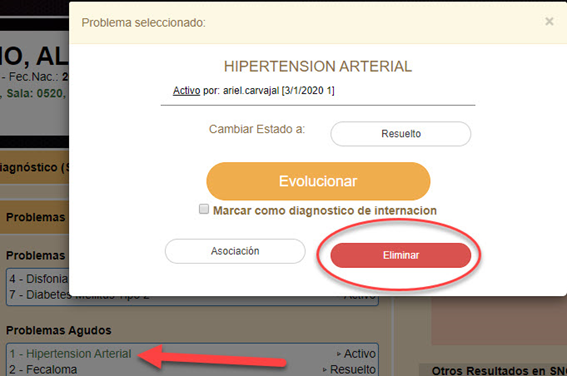 Problema seleccionado:
×
HIPERTENSION ARTERIAL
Activo por: ariel.carvajal [3/1/2020 1]
Cambiar Estado a:
Resuelto
Evolucionar
Marcar como diagnostico de internacion
Asociación
Eliminar
O, AL
- Fec.Nac.: 2
, Sala: 0520,
iagnóstico (S
Problemas
Problemas
4 - Disfonia
7 - Diabetes Mellitus Tipo 2
Activo
Problemas Agudos
1 - Hipertension Arterial
» Activo
2 - Fecaloma
» Resuelto
Otros Resultados en SN